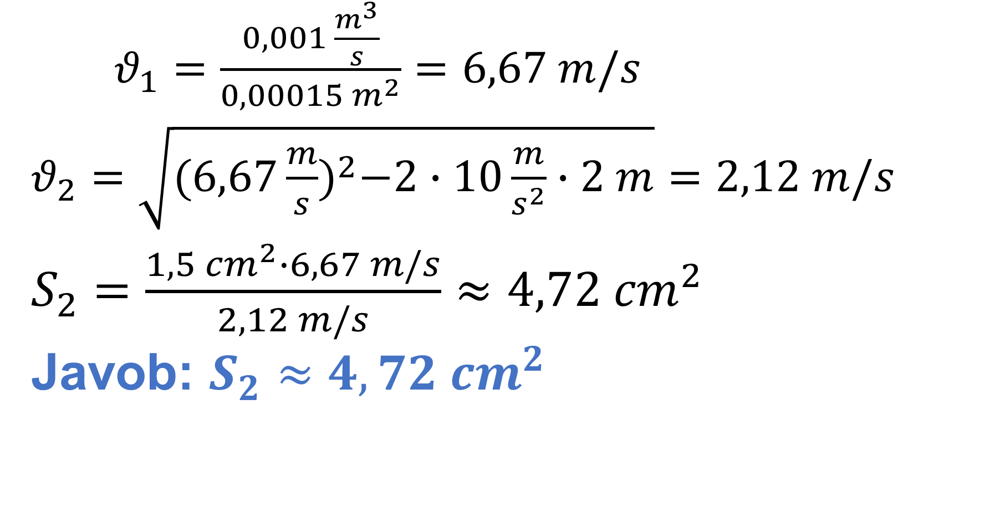 𝜗₁ = (0,001 m³/s)/(0,00015 m²) = 6,67 m/s
𝜗₂ = √((6,67 m/s)²−2 · 10 m/s² · 2 m) = 2,12 m/s
S₂ = (1,5 cm²·6,67 m/s)/(2,12 m/s) ≈ 4,72 cm²
Javob: S₂ ≈ 4, 72 cm²